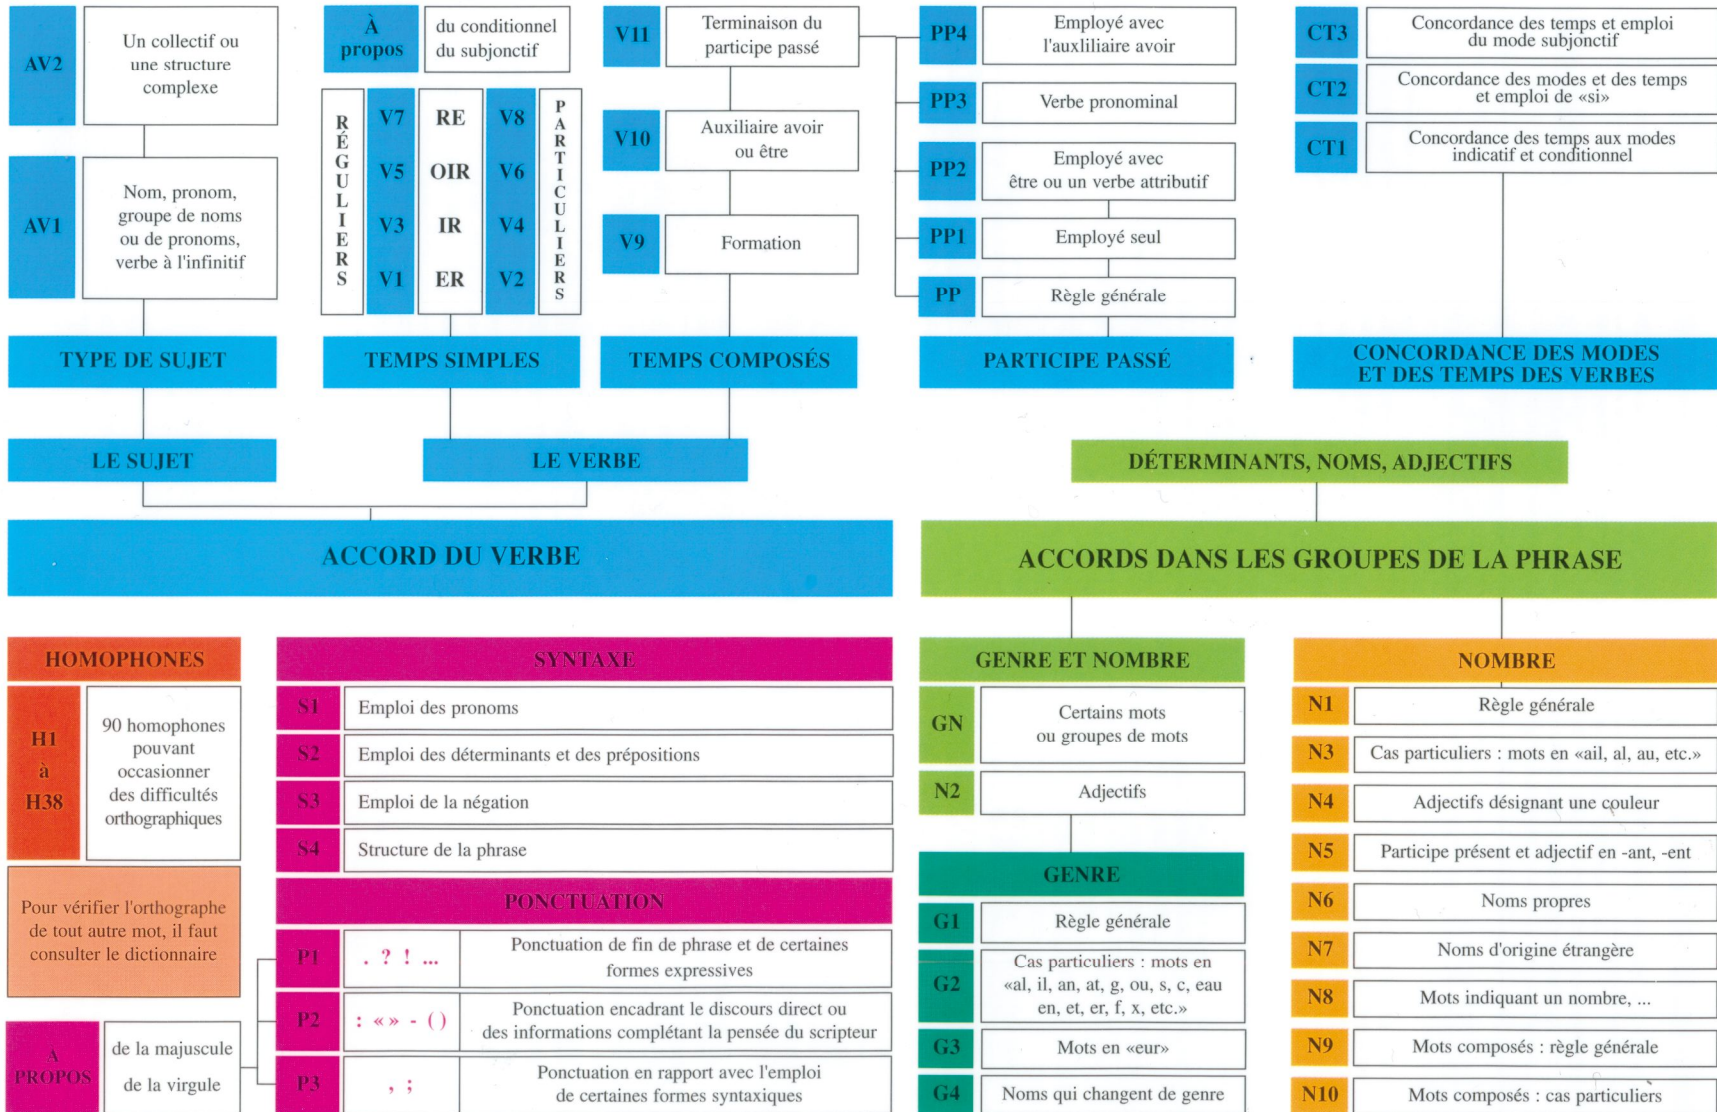 AV2
Un collectif ou
une structure
complexe
AV1
Nom, pronom,
groupe de noms
ou de pronoms,
verbe à l'infinitif
TYPE DE SUJET
À
propos
du conditionnel
du subjonctif
RÉGULIERS
V7 RE V8
V5 OIR V6
V3 IR V4
V1 ER V2
PARTICULIERS
TEMPS SIMPLES
V11
Terminaison du
participe passé
V10
Auxiliaire avoir
ou être
V9
Formation
TEMPS COMPOSÉS
PP4
Employé avec
l'auxliliaire avoir
PP3
Verbe pronominal
PP2
Employé avec
être ou un verbe attributif
PP1
Employé seul
PP
Règle générale
PARTICIPE PASSÉ
CT3
Concordance des temps et emploi
du mode subjonctif
CT2
Concordance des modes et des temps
et emploi de «si»
CT1
Concordance des temps aux modes
indicatif et conditionnel
CONCORDANCE DES MODES
ET DES TEMPS DES VERBES
LE SUJET
LE VERBE
DÉTERMINANTS, NOMS, ADJECTIFS
ACCORD DU VERBE
ACCORDS DANS LES GROUPES DE LA PHRASE
HOMOPHONES
H1
à
H38
90 homophones
pouvant
occasionner
des difficultés
orthographiques
Pour vérifier l'orthographe
de tout autre mot, il faut
consulter le dictionnaire
À
PROPOS
de la majuscule
de la virgule
SYNTAXE
S1
Emploi des pronoms
S2
Emploi des déterminants et des prépositions
S3
Emploi de la négation
S4
Structure de la phrase
PONCTUATION
P1
. ? ! ...
Ponctuation de fin de phrase et de certaines
formes expressives
P2
: « » - ( )
Ponctuation encadrant le discours direct ou
des informations complétant la pensée du scripteur
P3
, ;
Ponctuation en rapport avec l'emploi
de certaines formes syntaxiques
GENRE ET NOMBRE
GN
Certains mots
ou groupes de mots
N2
Adjectifs
GENRE
G1
Règle générale
G2
Cas particuliers : mots en
«al, il, an, at, g, ou, s, c, eau
en, et, er, f, x, etc.»
G3
Mots en «eur»
G4
Noms qui changent de genre
NOMBRE
N1
Règle générale
N3
Cas particuliers : mots en «ail, al, au, etc.»
N4
Adjectifs désignant une couleur
N5
Participe présent et adjectif en -ant, -ent
N6
Noms propres
N7
Noms d'origine étrangère
N8
Mots indiquant un nombre, ...
N9
Mots composés : règle générale
N10
Mots composés : cas particuliers